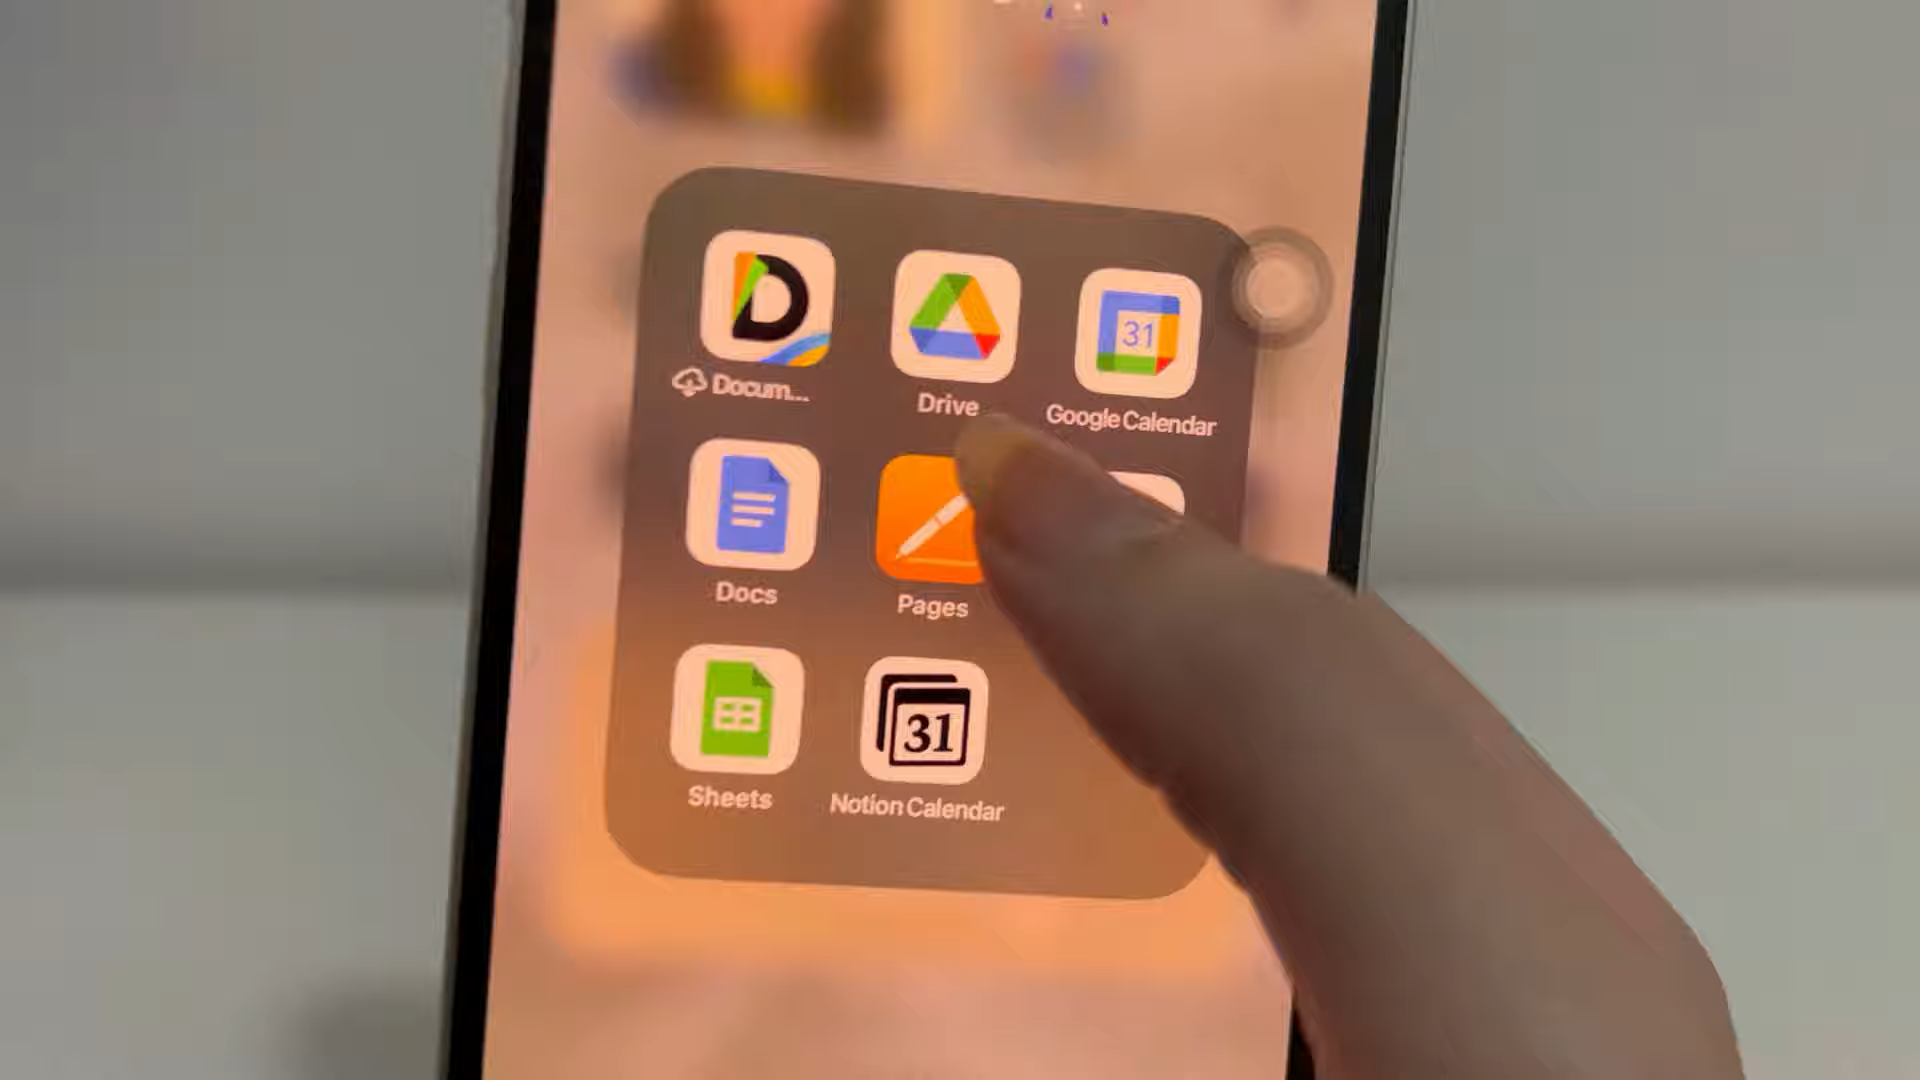 Docum...
Drive
31
Google Calendar
Docs
Pages
Sheets
31
Notion Calendar